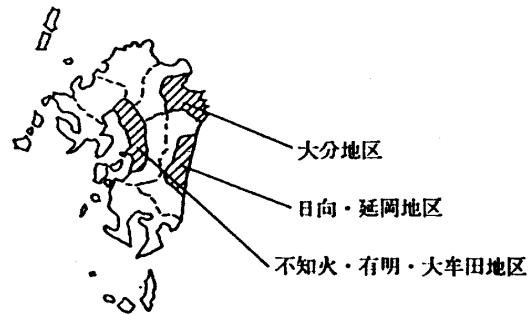 大分地区
日向・延岡地区
不知火・有明・大牟田地区